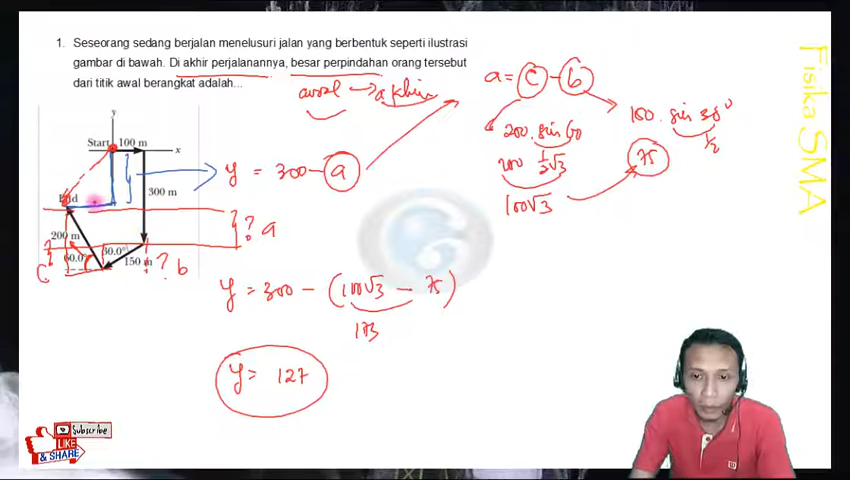 1. Seseorang sedang berjalan menelusuri jalan yang berbentuk seperti ilustrasi
gambar di bawah. Di akhir perjalanannya, besar perpindahan orang tersebut
dari titik awal berangkat adalah...
awal → akhir
y
Start 100 m
x
300 m
End
200 m
60.0°
30.0°
150 m
? a
? b
C ?
y = 300 - a
a = C - b
200. sin 60
200 1/2√3
100√3
150. sin 30°
1/2
75
y = 300 - (100√3 - 75)
173
y = 127
Fisika SMA
Subscribe
LIKE
& SHARE